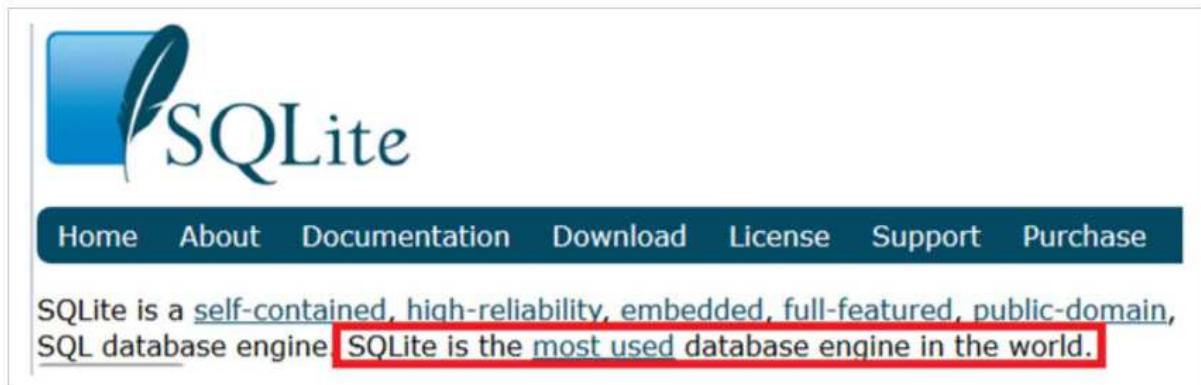 SQLite
Home About Documentation Download License Support Purchase
SQLite is a self-contained, high-reliability, embedded, full-featured, public-domain,
SQL database engine. SQLite is the most used database engine in the world.